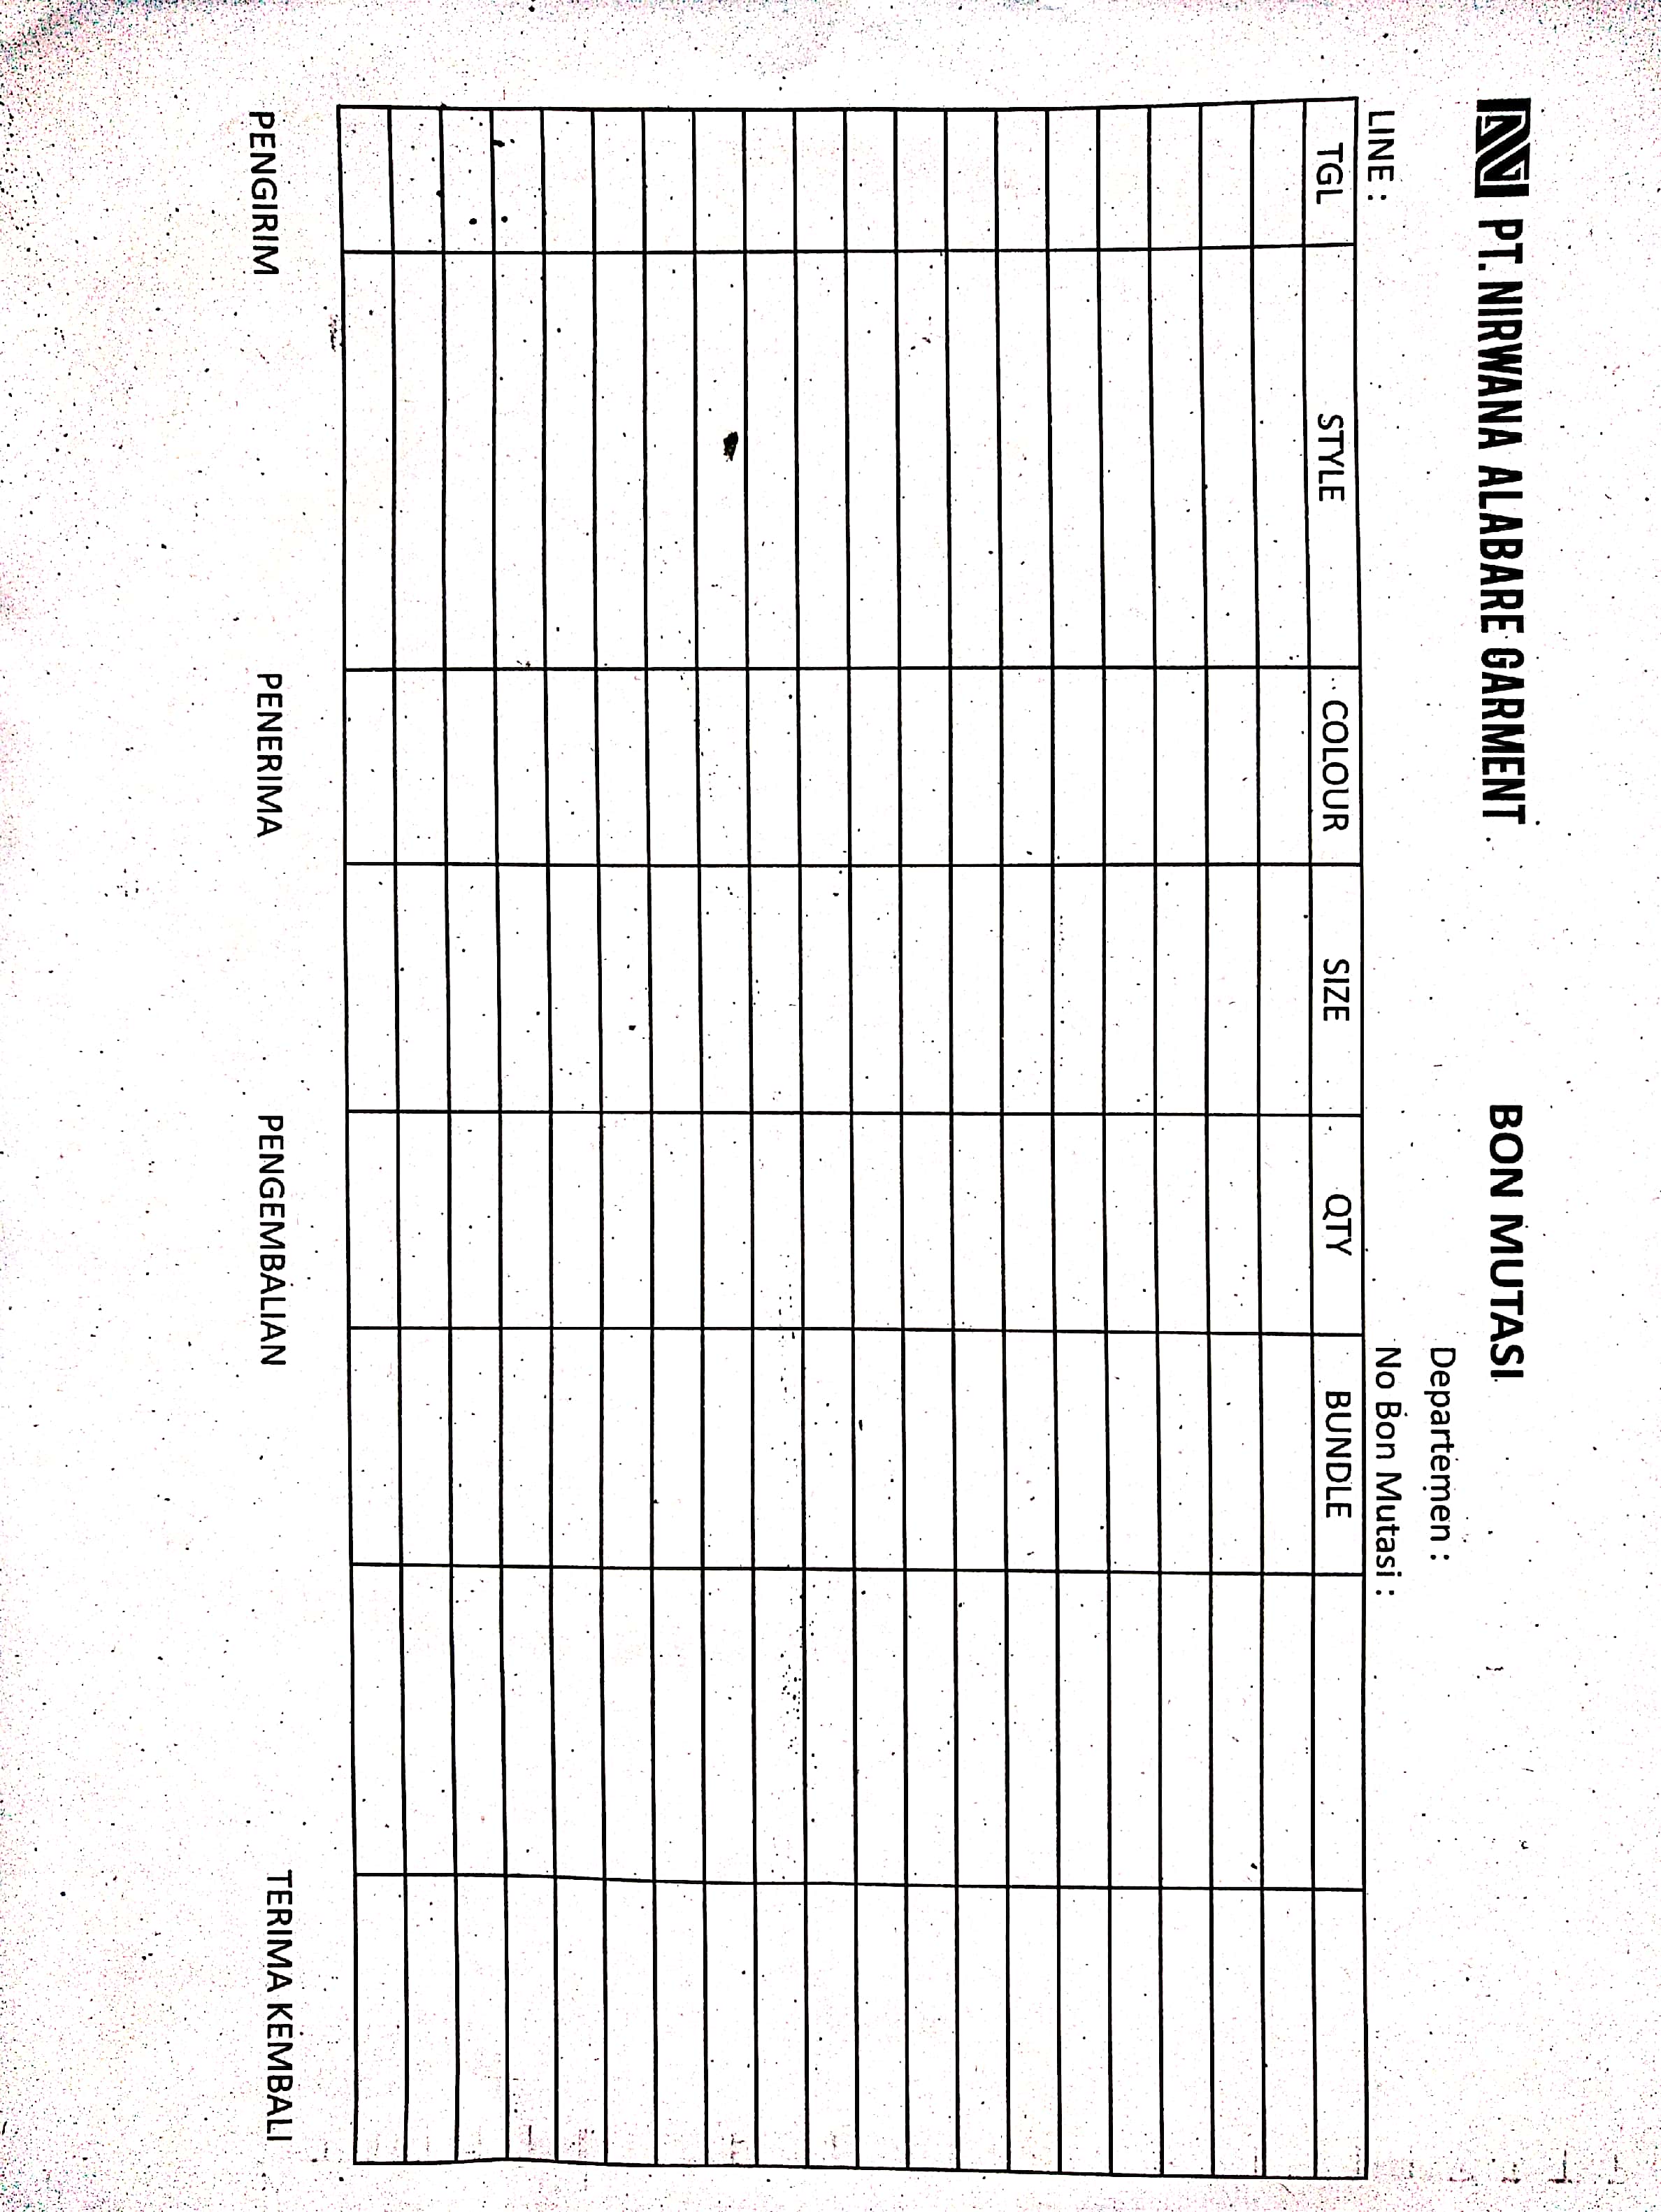 PT. NIRWANA ALABARE GARMENT
BON MUTASI
Departemen :
LINE :
No Bon Mutasi :
TGL STYLE COLOUR SIZE QTY BUNDLE
PENGIRIM PENERIMA PENGEMBALIAN TERIMA KEMBALI